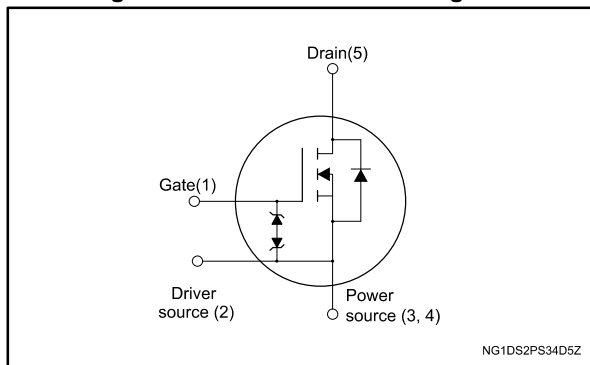 Drain(5)
Gate(1)
Driver
source (2)
Power
source (3, 4)
NG1DS2PS34D5Z